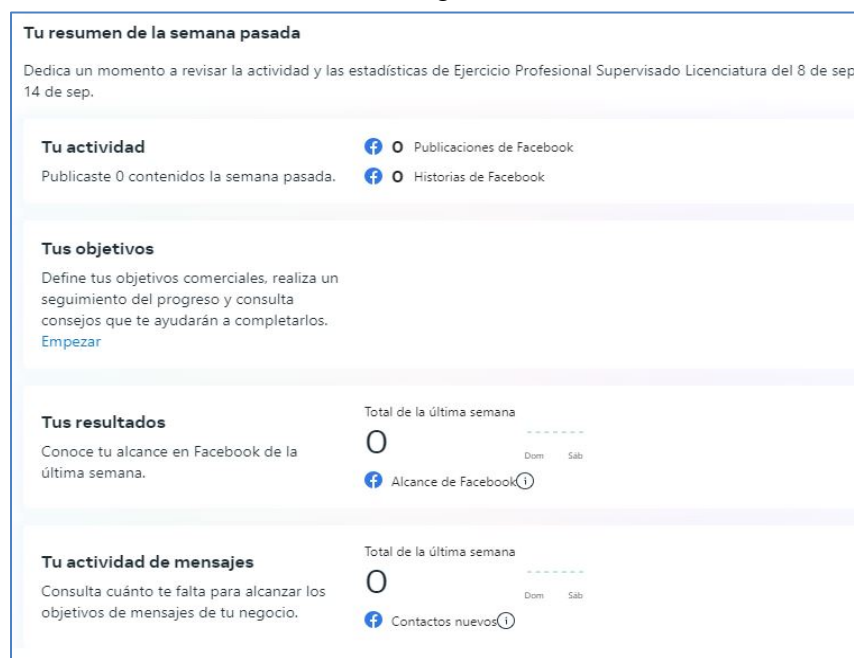 Tu resumen de la semana pasada
Dedica un momento a revisar la actividad y las estadísticas de Ejercicio Profesional Supervisado Licenciatura del 8 de sep
14 de sep.
Tu actividad
Publicaste 0 contenidos la semana pasada.
0 Publicaciones de Facebook
0 Historias de Facebook
Tus objetivos
Define tus objetivos comerciales, realiza un
seguimiento del progreso y consulta
consejos que te ayudarán a completarlos.
Empezar
Tus resultados
Conoce tu alcance en Facebook de la
última semana.
Total de la última semana
0
Dom Sáb
Alcance de Facebook
Tu actividad de mensajes
Consulta cuánto te falta para alcanzar los
objetivos de mensajes de tu negocio.
Total de la última semana
0
Dom Sáb
Contactos nuevos